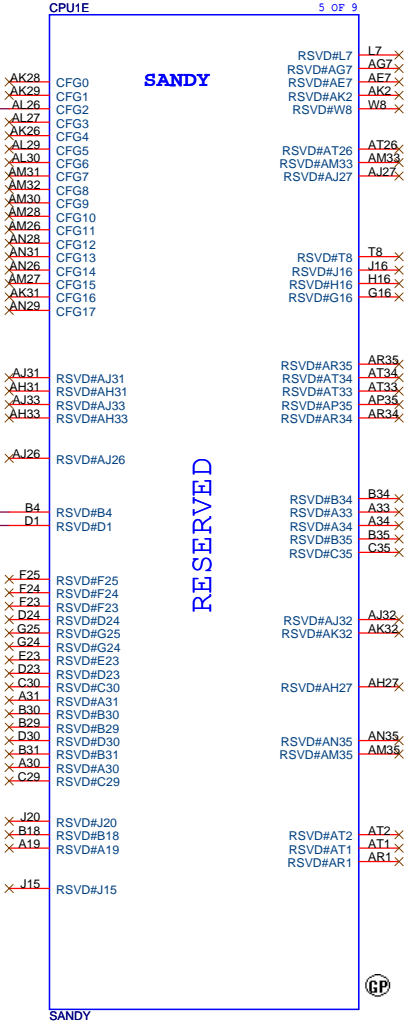 CPU1E 5 OF 9
SANDY
AK28 CFG0
AK29 CFG1
AL26 CFG2
AL27 CFG3
AK26 CFG4
AL29 CFG5
AL30 CFG6
AM31 CFG7
AM32 CFG8
AM30 CFG9
AM28 CFG10
AM26 CFG11
AN28 CFG12
AN31 CFG13
AN26 CFG14
AM27 CFG15
AK31 CFG16
AN29 CFG17
AJ31 RSVD#AJ31
AH31 RSVD#AH31
AJ33 RSVD#AJ33
AH33 RSVD#AH33
AJ26 RSVD#AJ26
B4 RSVD#B4
D1 RSVD#D1
F25 RSVD#F25
F24 RSVD#F24
F23 RSVD#F23
D24 RSVD#D24
G25 RSVD#G25
G24 RSVD#G24
E23 RSVD#E23
D23 RSVD#D23
C30 RSVD#C30
A31 RSVD#A31
B30 RSVD#B30
B29 RSVD#B29
D30 RSVD#D30
B31 RSVD#B31
A30 RSVD#A30
C29 RSVD#C29
J20 RSVD#J20
B18 RSVD#B18
A19 RSVD#A19
J15 RSVD#J15
RESERVED
RSVD#L7 L7
RSVD#AG7 AG7
RSVD#AE7 AE7
RSVD#AK2 AK2
RSVD#W8 W8
RSVD#AT26 AT26
RSVD#AM33 AM33
RSVD#AJ27 AJ27
RSVD#T8 T8
RSVD#J16 J16
RSVD#H16 H16
RSVD#G16 G16
RSVD#AR35 AR35
RSVD#AT34 AT34
RSVD#AT33 AT33
RSVD#AP35 AP35
RSVD#AR34 AR34
RSVD#B34 B34
RSVD#A33 A33
RSVD#A34 A34
RSVD#B35 B35
RSVD#C35 C35
RSVD#AJ32 AJ32
RSVD#AK32 AK32
RSVD#AH27 AH27
RSVD#AN35 AN35
RSVD#AM35 AM35
RSVD#AT2 AT2
RSVD#AT1 AT1
RSVD#AR1 AR1
GP
SANDY